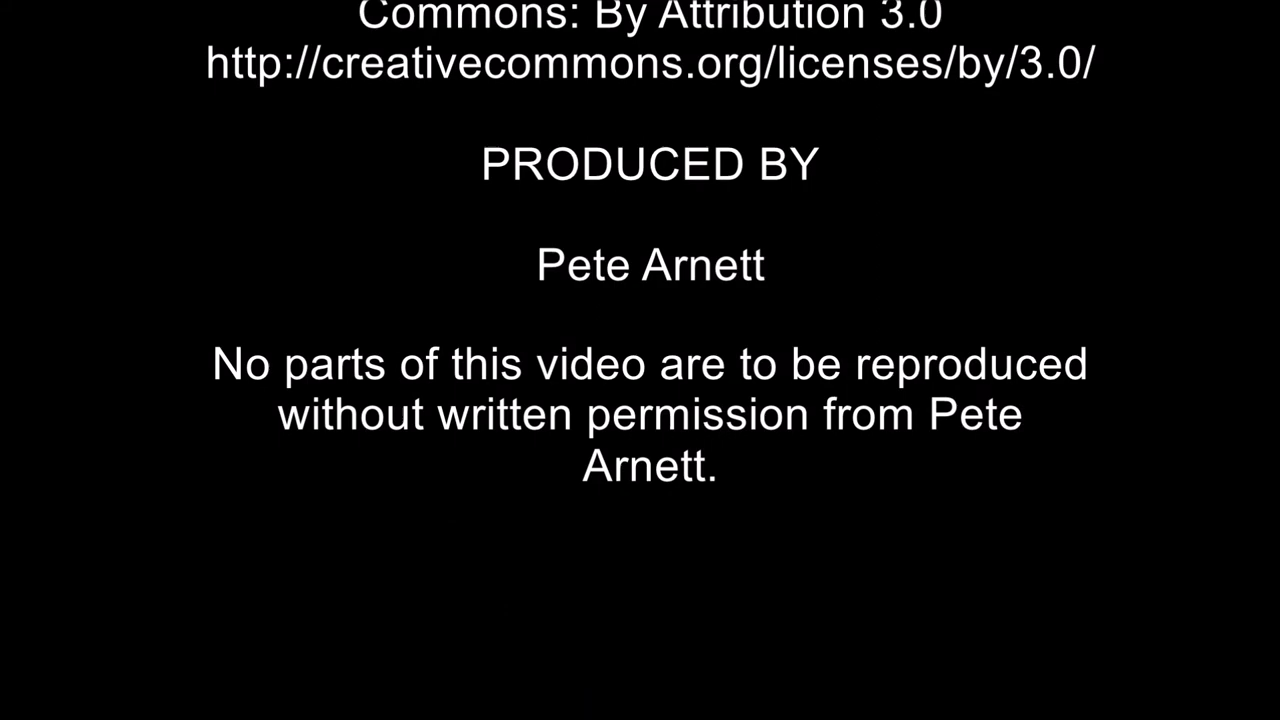 Commons: By Attribution 3.0
http://creativecommons.org/licenses/by/3.0/
PRODUCED BY
Pete Arnett
No parts of this video are to be reproduced
without written permission from Pete
Arnett.